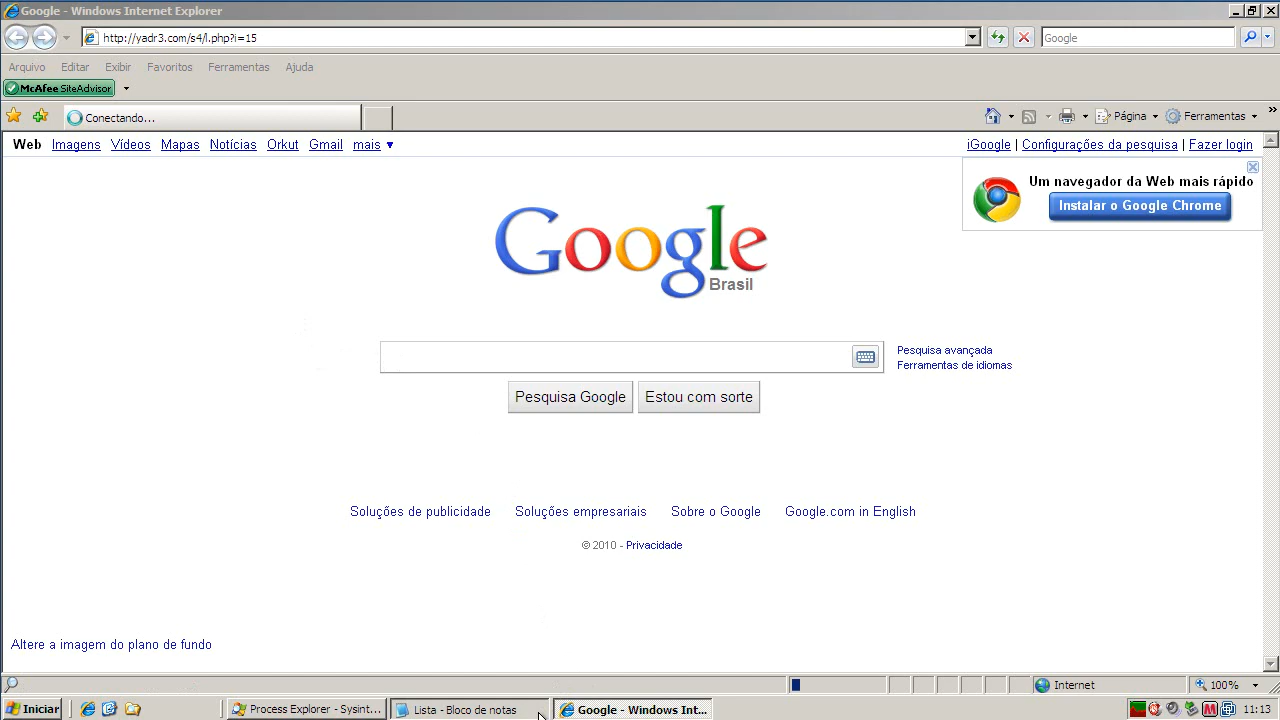 Google - Windows Internet Explorer
http://yadr3.com/s4/l.php?i=15
Google
Arquivo Editar Exibir Favoritos Ferramentas Ajuda
McAfee SiteAdvisor
Conectando...
Página Ferramentas »
Web Imagens Vídeos Mapas Notícias Orkut Gmail mais ▼
iGoogle | Configurações da pesquisa | Fazer login
Um navegador da Web mais rápido
Instalar o Google Chrome
Google
Brasil
Pesquisa avançada
Ferramentas de idiomas
Pesquisa Google Estou com sorte
Soluções de publicidade Soluções empresariais Sobre o Google Google.com in English
© 2010 - Privacidade
Altere a imagem do plano de fundo
Internet 100%
Iniciar Process Explorer - Sysint... Lista - Bloco de notas Google - Windows Int... 11:13